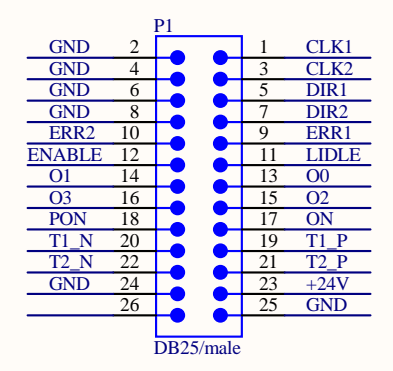 P1
GND 2 1 CLK1
GND 4 3 CLK2
GND 6 5 DIR1
GND 8 7 DIR2
ERR2 10 9 ERR1
ENABLE 12 11 LIDLE
O1 14 13 O0
O3 16 15 O2
PON 18 17 ON
T1_N 20 19 T1_P
T2_N 22 21 T2_P
GND 24 23 +24V
26 25 GND
DB25/male